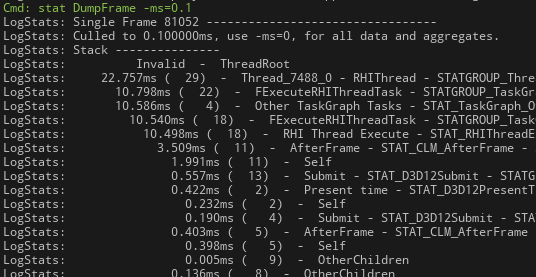 Cmd: stat DumpFrame -ms=0.1
LogStats: Single Frame 81052 ---------------------------------
LogStats: Culled to 0.100000ms, use -ms=0, for all data and aggregates.
LogStats: Stack ---------------
LogStats: Invalid - ThreadRoot
LogStats: 22.757ms ( 29) - Thread_7488_0 - RHIThread - STATGROUP_Thre
LogStats: 10.798ms ( 22) - FExecuteRHIThreadTask - STATGROUP_TaskGr
LogStats: 10.586ms ( 4) - Other TaskGraph Tasks - STAT_TaskGraph_O
LogStats: 10.540ms ( 18) - FExecuteRHIThreadTask - STATGROUP_Task
LogStats: 10.498ms ( 18) - RHI Thread Execute - STAT_RHIThreadE
LogStats: 3.509ms ( 11) - AfterFrame - STAT_CLM_AfterFrame -
LogStats: 1.991ms ( 11) - Self
LogStats: 0.557ms ( 13) - Submit - STAT_D3D12Submit - STATG
LogStats: 0.422ms ( 2) - Present time - STAT_D3D12PresentT
LogStats: 0.232ms ( 2) - Self
LogStats: 0.190ms ( 4) - Submit - STAT_D3D12Submit - STA
LogStats: 0.403ms ( 5) - AfterFrame - STAT_CLM_AfterFrame -
LogStats: 0.398ms ( 5) - Self
LogStats: 0.005ms ( 9) - OtherChildren
LogStats: 0.136ms ( 8) - OtherChildren